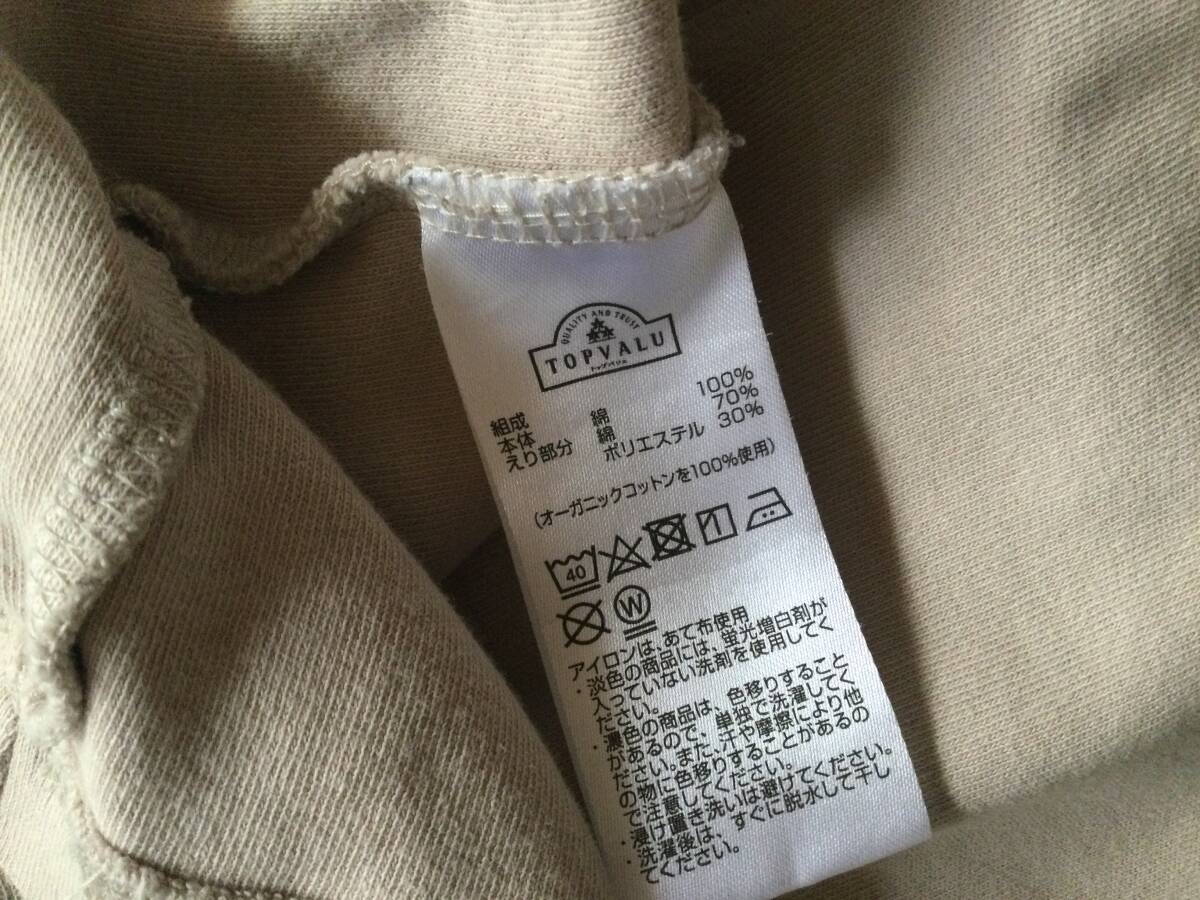 QUALITY AND TRUST
TOPVALU
トップバリュ
組成
本体 綿 100%
えり部分 綿 70%
ポリエステル 30%
(オーガニックコットンを100%使用)
40
W
アイロンは、あて布使用
・淡色の商品には、蛍光増白剤が
入っていない洗剤を使用してく
ださい。
・濃色の商品は、色移りすること
があるので、単独で洗濯してく
ださい。また、汗や摩擦により他
の物に色移りすることがあるの
で注意してください。
・浸け置き洗いは避けてください。
・洗濯後は、すぐに脱水して干し
てください。